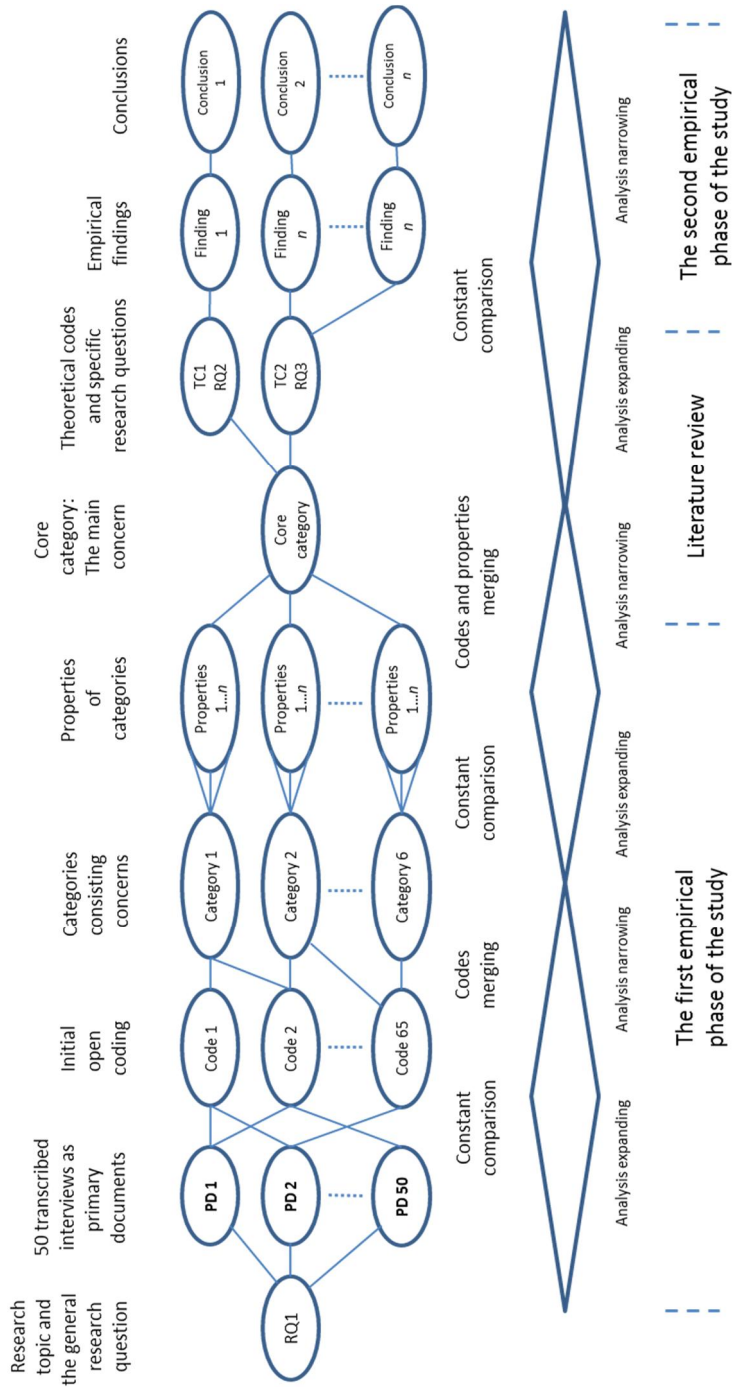 Research
topic and
the general
research
question
50 transcribed
interviews as
primary
documents
Initial
open
coding
Categories
consisting
concerns
Properties
of
categories
Core
category:
The main
concern
Theoretical codes
and specific
research questions
Empirical
findings
Conclusions
RQ1
PD 1
PD 2
PD 50
Code 1
Code 2
Code 65
Category 1
Category 2
Category 6
Properties
1...n
Properties
1...n
Properties
1...n
Core
category
TC1
RQ2
TC2
RQ3
Finding
1
Finding
n
Finding
n
Conclusion
1
Conclusion
2
Conclusion
n
Constant
comparison
Codes
merging
Constant
comparison
Codes and properties
merging
Constant
comparison
Analysis expanding
Analysis narrowing
Analysis expanding
Analysis narrowing
Analysis expanding
Analysis narrowing
The first empirical
phase of the study
Literature review
The second empirical
phase of the study